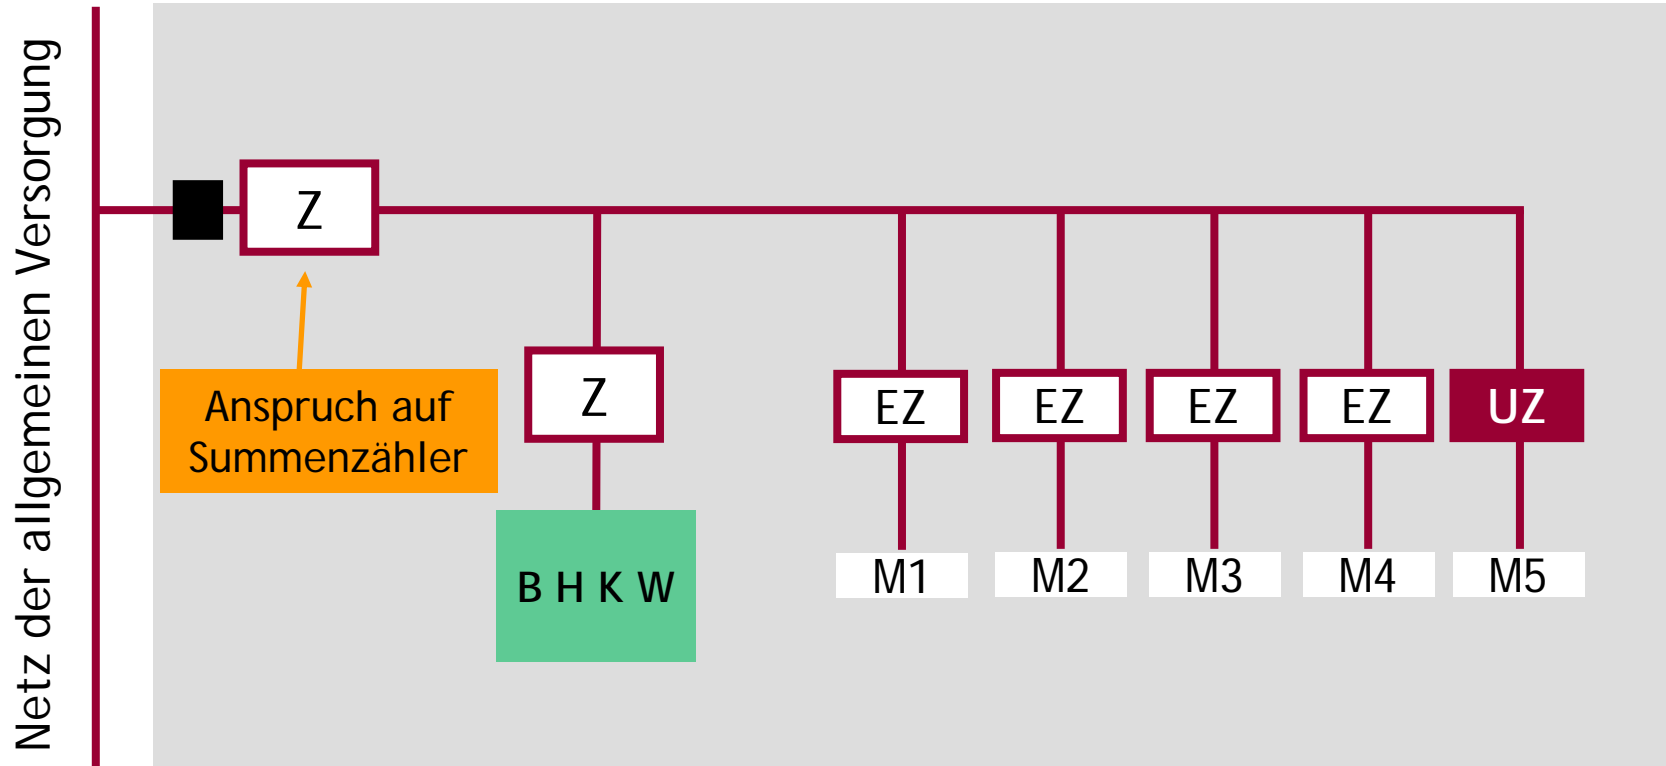 Netz der allgemeinen Versorgung
Z
Anspruch auf
Summenzähler
Z
B H K W
EZ
EZ
EZ
EZ
UZ
M1
M2
M3
M4
M5